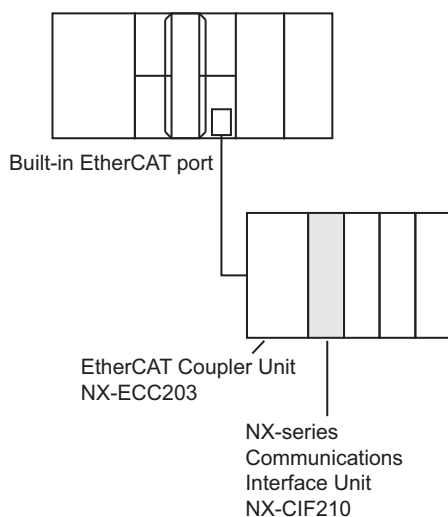 Built-in EtherCAT port
EtherCAT Coupler Unit
NX-ECC203
NX-series
Communications
Interface Unit
NX-CIF210